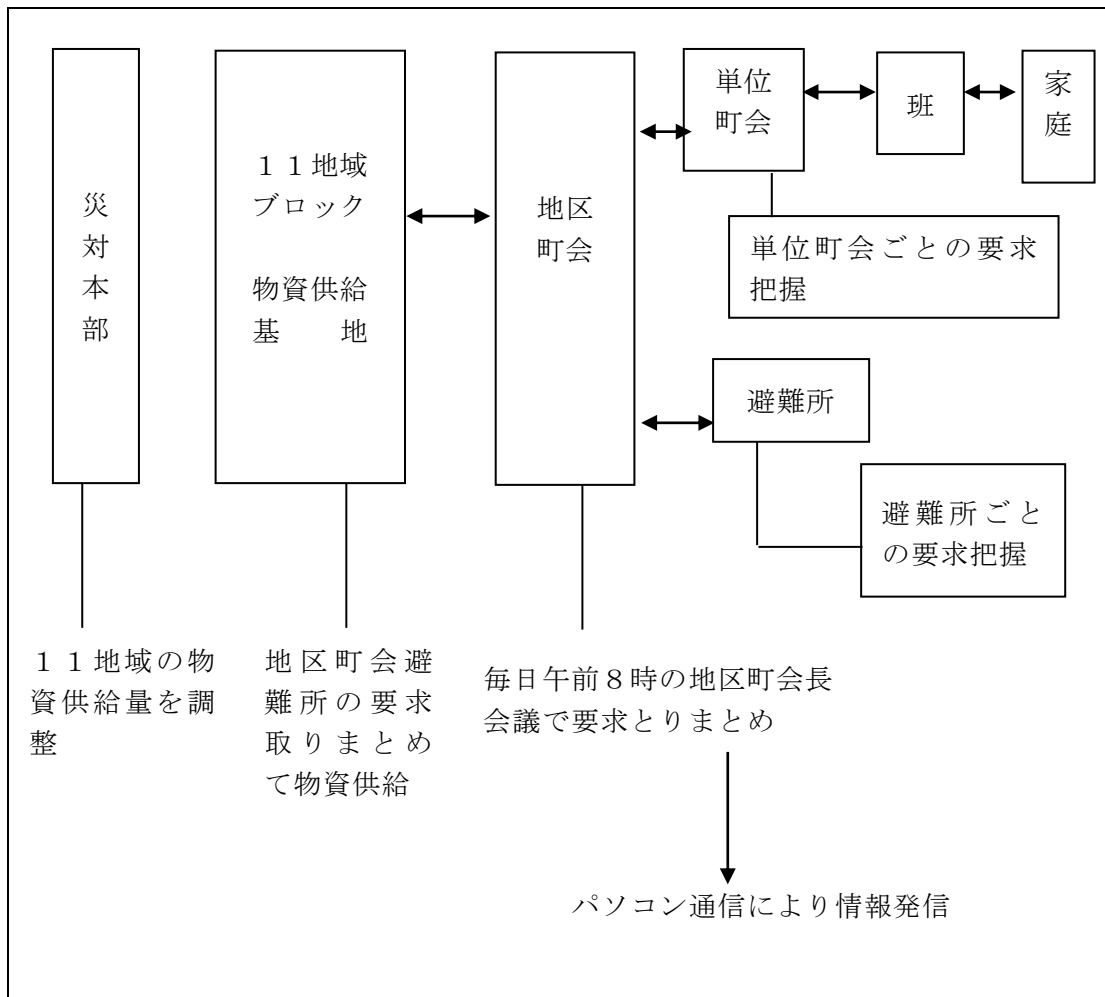 災
対
本
部
１１地域
ブロック
物資供給
基　　地
地区
町会
単位
町会
班
家
庭
単位町会ごとの要求
把握
避難所
避難所ごと
の要求把握
１１地域の物
資供給量を調
整
地区町会避
難所の要求
取りまとめ
て物資供給
毎日午前８時の地区町会長
会議で要求とりまとめ
パソコン通信により情報発信